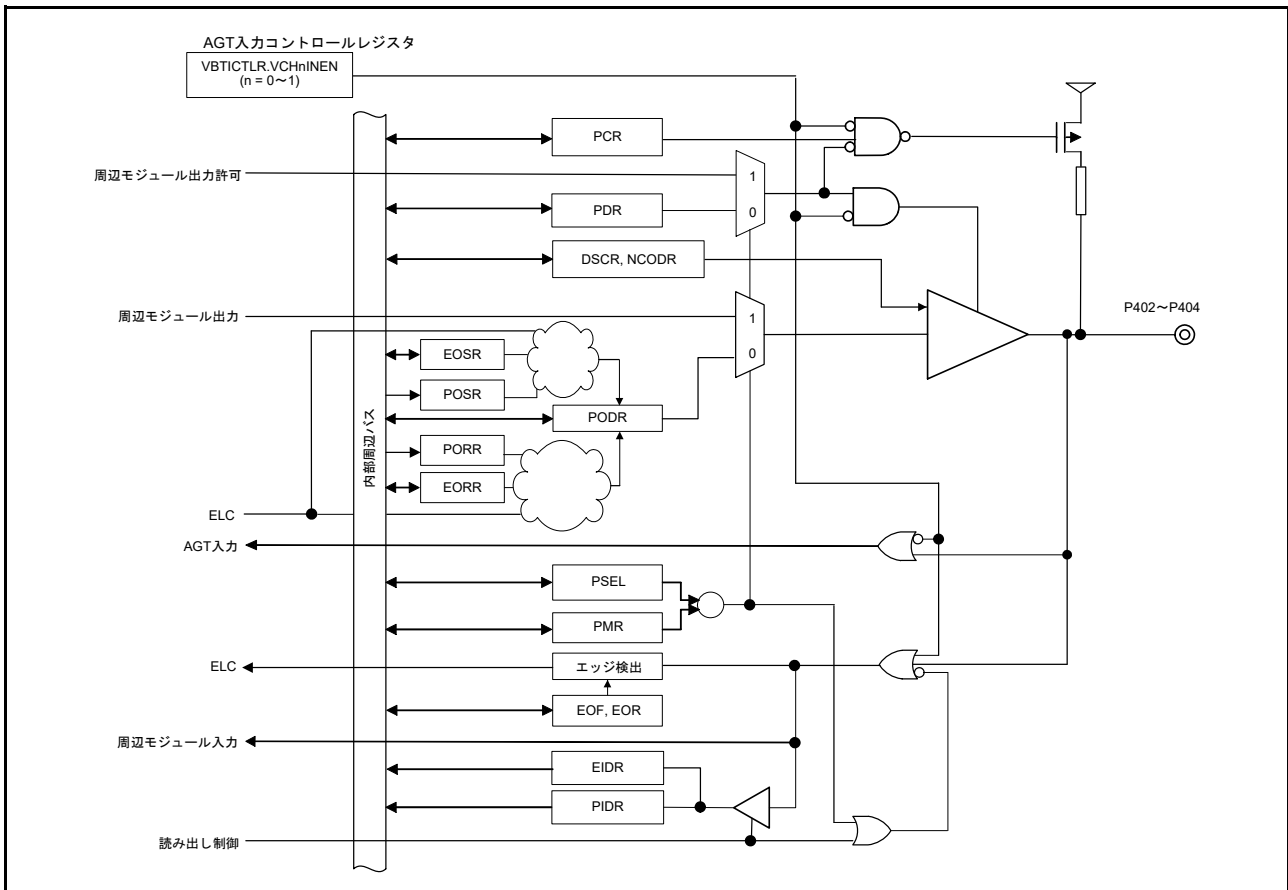 AGT入力コントロールレジスタ
VBTICTLR.VCHnINEN
(n = 0～1)
PCR
周辺モジュール出力許可
1
PDR
0
DSCR, NCODR
周辺モジュール出力
1
P402～P404
EOSR
0
POSR
PODR
内部周辺バス
PORR
EORR
ELC
AGT入力
PSEL
PMR
ELC
エッジ検出
EOF, EOR
周辺モジュール入力
EIDR
PIDR
読み出し制御